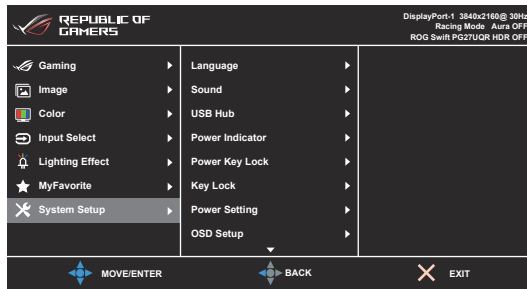 REPUBLIC OF
GAMERS
DisplayPort-1 3840x2160@ 30Hz
Racing Mode Aura OFF
ROG Swift PG27UQR HDR OFF
Gaming
Image
Color
Input Select
Lighting Effect
MyFavorite
System Setup
Language
Sound
USB Hub
Power Indicator
Power Key Lock
Key Lock
Power Setting
OSD Setup
MOVE/ENTER
BACK
EXIT